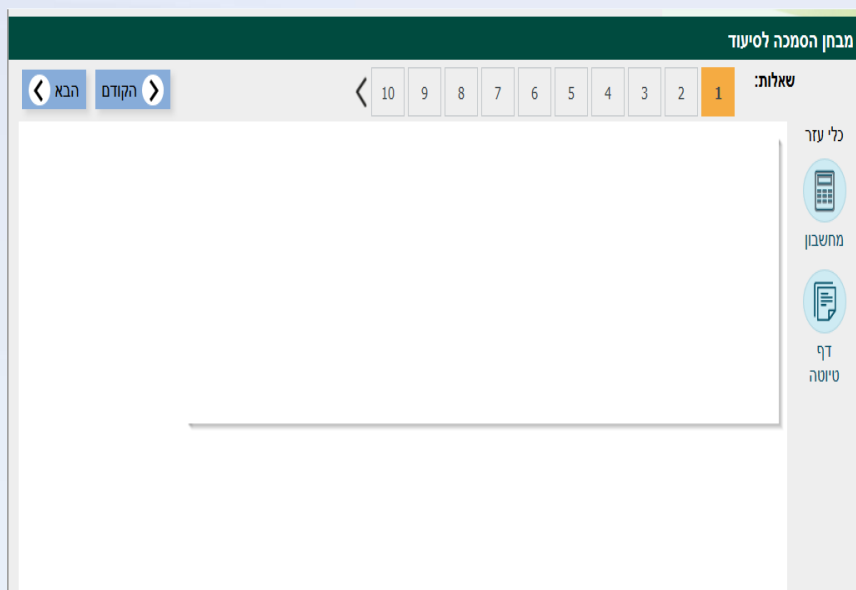 מבחן הסמכה לסיעוד
שאלות:
1 2 3 4 5 6 7 8 9 10
הקודם
הבא
כלי עזר
מחשבון
דף
טיוטה